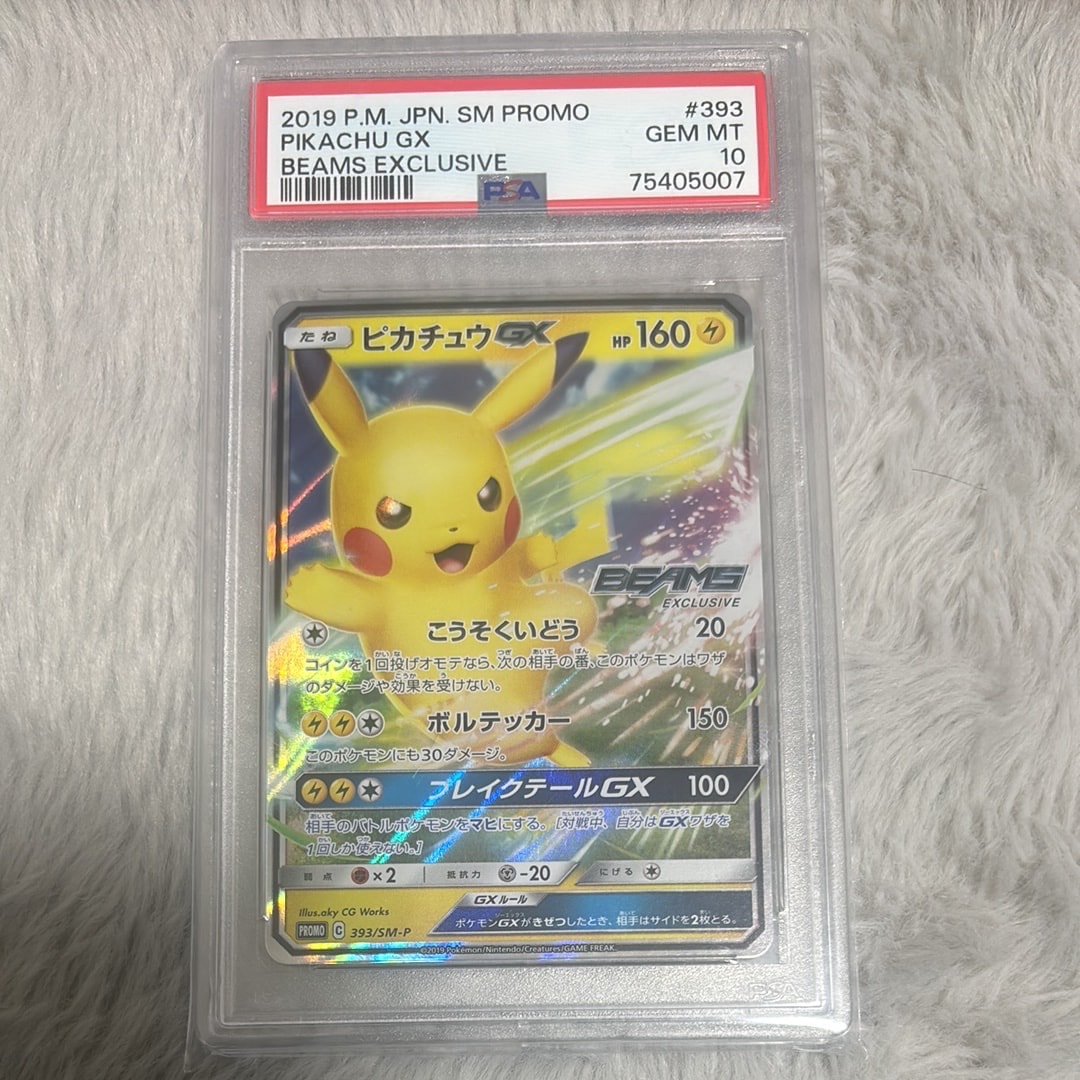 2019 P.M. JPN. SM PROMO #393
PIKACHU GX GEM MT
BEAMS EXCLUSIVE 10
PSA 75405007
たね ピカチュウGX HP 160
BEAMS
EXCLUSIVE
こうそくいどう 20
コインを1回投げオモテなら、次の相手の番、このポケモンはワザ
のダメージや効果を受けない。
ボルテッカー 150
このポケモンにも30ダメージ。
ブレイクテールGX 100
相手のバトルポケモンをマヒにする。[対戦中、自分はGXワザを
1回しか使えない。]
弱点 ×2 抵抗力 -20 にげる
GXルール
ポケモンGXがきぜつしたとき、相手はサイドを2枚とる。
Illus.aky CG Works
PROMO C 393/SM-P
©2019 Pokémon/Nintendo/Creatures/GAME FREAK.
PSA